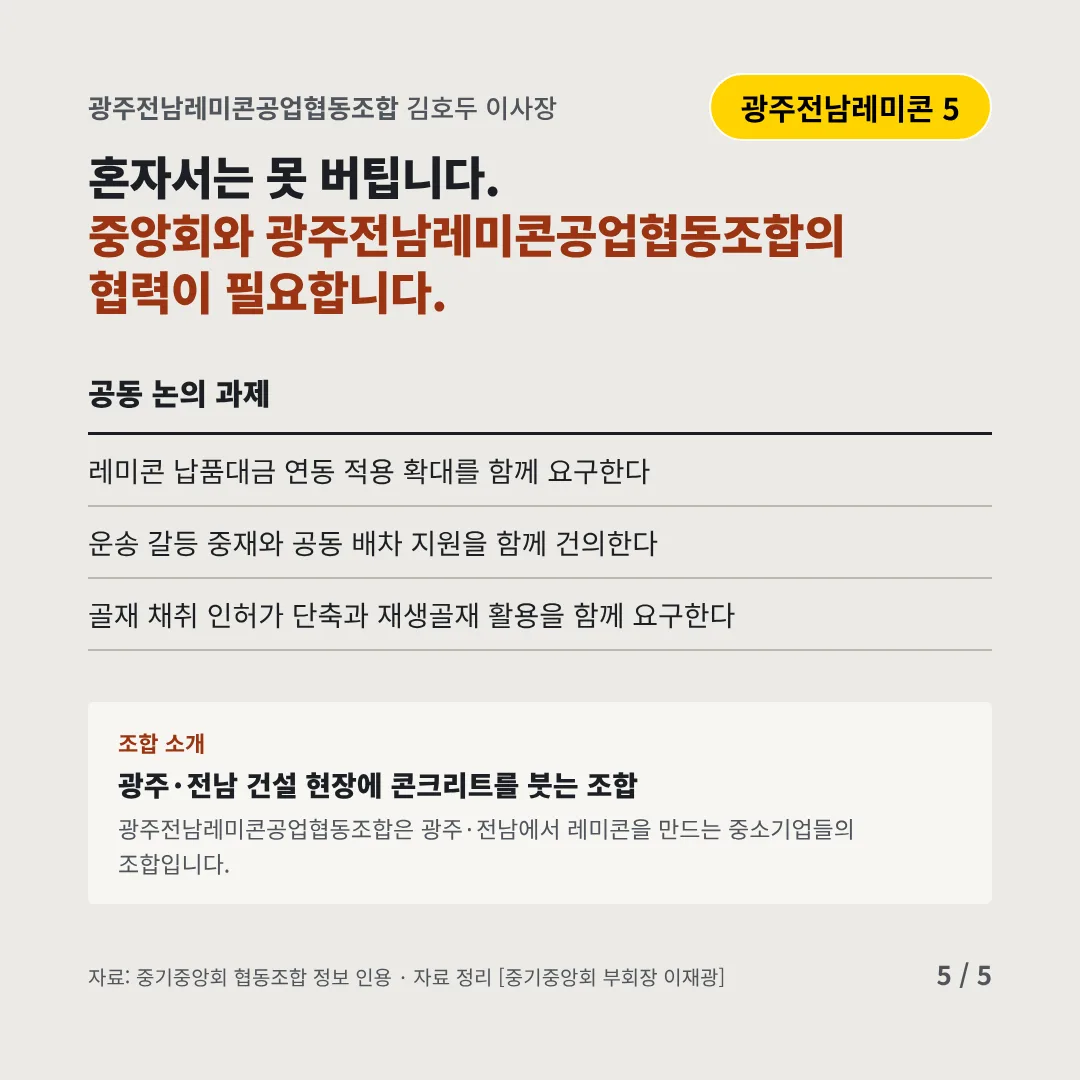 광주전남레미콘공업협동조합 김호두 이사장
광주전남레미콘 5
혼자서는 못 버팁니다.
중앙회와 광주전남레미콘공업협동조합의
협력이 필요합니다.
공동 논의 과제
레미콘 납품대금 연동 적용 확대를 함께 요구한다
운송 갈등 중재와 공동 배차 지원을 함께 건의한다
골재 채취 인허가 단축과 재생골재 활용을 함께 요구한다
조합 소개
광주·전남 건설 현장에 콘크리트를 붓는 조합
광주전남레미콘공업협동조합은 광주·전남에서 레미콘을 만드는 중소기업들의
조합입니다.
자료: 중기중앙회 협동조합 정보 인용 · 자료 정리 [중기중앙회 부회장 이재광]
5 / 5